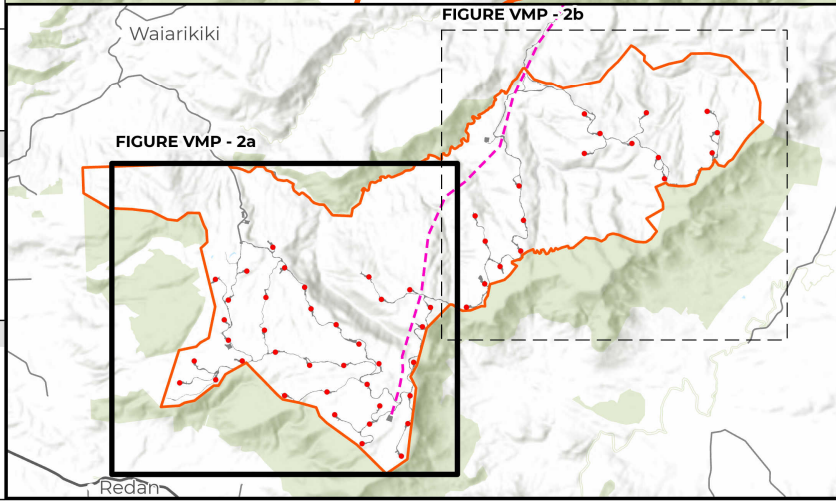 FIGURE VMP - 2b
Waiarikiki
FIGURE VMP - 2a
Redan